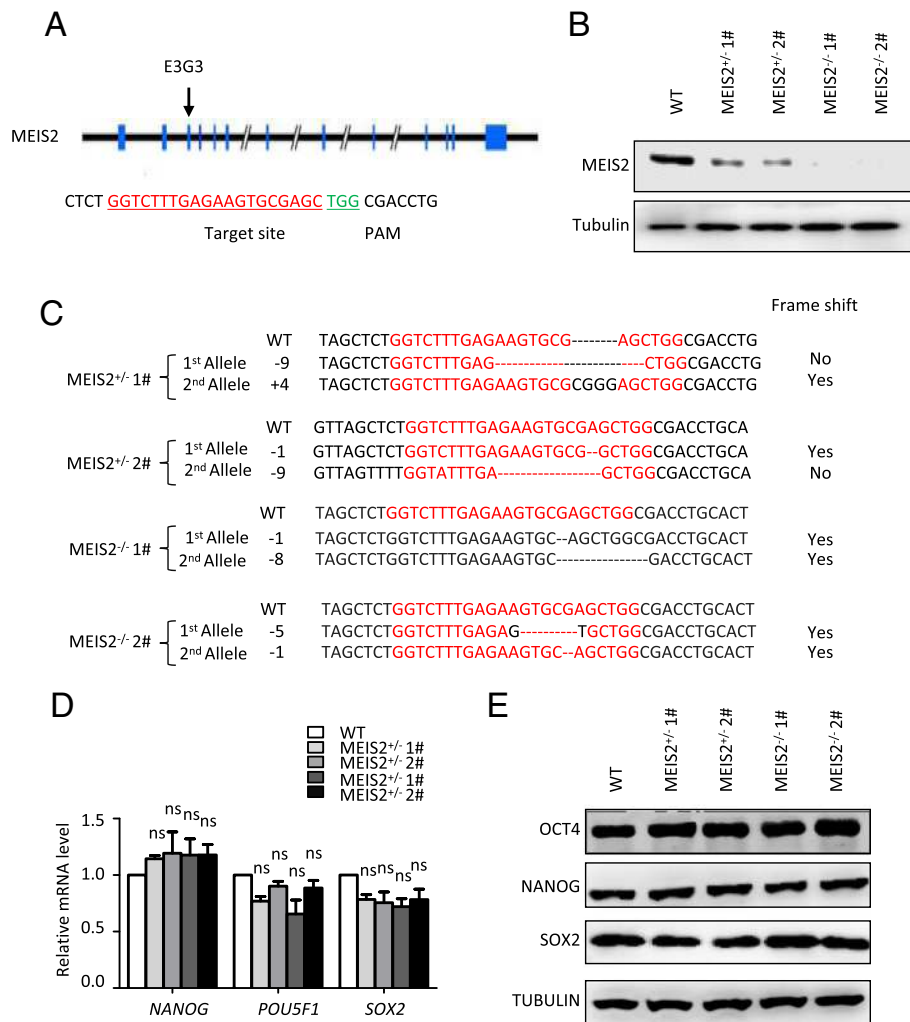 A
E3G3
MEIS2
CTCT GGTCTTTGAGAAGTGCGAGC TGG CGACCTG
Target site PAM
B
WT MEIS2+/- 1# MEIS2+/- 2# MEIS2-/- 1# MEIS2-/- 2#
MEIS2
Tubulin
C
Frame shift
WT TAGCTCTGGTCTTTGAGAAGTGCG--------AGCTGGCGACCTG
MEIS2+/- 1#
1st Allele -9 TAGCTCTGGTCTTTGAG----------------------CTGGCGACCTG No
2nd Allele +4 TAGCTCTGGTCTTTGAGAAGTGCGCGGGAGCTGGCGACCTG Yes
WT GTTAGCTCTGGTCTTTGAGAAGTGCGAGCTGGCGACCTGCA
MEIS2+/- 2#
1st Allele -1 GTTAGCTCTGGTCTTTGAGAAGTGCG--GCTGGCGACCTGCA Yes
2nd Allele -9 GTTAGTTTTGGTATTTGA-----------------GCTGGCGACCTGCA No
WT TAGCTCTGGTCTTTGAGAAGTGCGAGCTGGCGACCTGCACT
MEIS2-/- 1#
1st Allele -1 TAGCTCTGGTCTTTGAGAAGTGC--AGCTGGCGACCTGCACT Yes
2nd Allele -8 TAGCTCTGGTCTTTGAGAAGTGC----------------GACCTGCACT Yes
WT TAGCTCTGGTCTTTGAGAAGTGCGAGCTGGCGACCTGCACT
MEIS2-/- 2#
1st Allele -5 TAGCTCTGGTCTTTGAGAG----------TGCTGGCGACCTGCACT Yes
2nd Allele -1 TAGCTCTGGTCTTTGAGAAGTGC--AGCTGGCGACCTGCACT Yes
D
WT
MEIS2+/- 1#
MEIS2+/- 2#
MEIS2+/- 1#
MEIS2+/- 2#
Relative mRNA level
1.5
1.0
0.5
0.0
ns ns ns ns
ns ns ns ns
ns ns ns ns
NANOG POU5F1 SOX2
E
WT MEIS2+/- 1# MEIS2+/- 2# MEIS2-/- 1# MEIS2-/- 2#
OCT4
NANOG
SOX2
TUBULIN